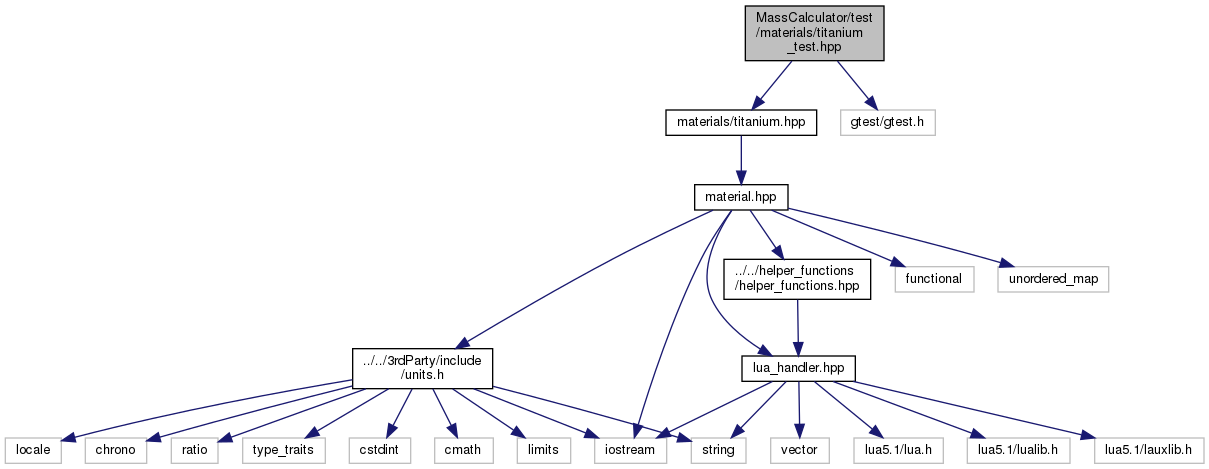 MassCalculator/test
/materials/titanium
_test.hpp
materials/titanium.hpp
gtest/gtest.h
material.hpp
../../helper_functions
/helper_functions.hpp
functional
unordered_map
../../3rdParty/include
/units.h
lua_handler.hpp
locale
chrono
ratio
type_traits
cstdint
cmath
limits
iostream
string
vector
lua5.1/lua.h
lua5.1/lualib.h
lua5.1/lauxlib.h